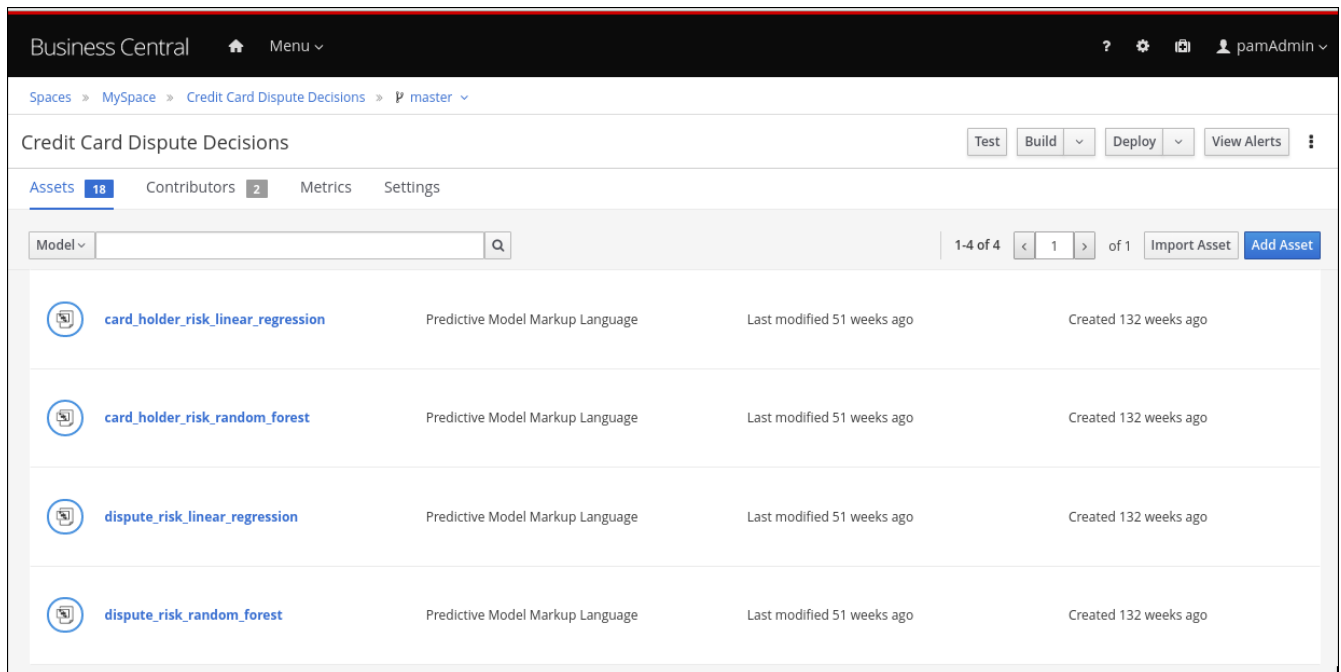 Business Central Menu ? pamAdmin
Spaces » MySpace » Credit Card Dispute Decisions » master
Credit Card Dispute Decisions Test Build Deploy View Alerts
Assets 18 Contributors 2 Metrics Settings
Model 1-4 of 4 < 1 > of 1 Import Asset Add Asset
card_holder_risk_linear_regression Predictive Model Markup Language Last modified 51 weeks ago Created 132 weeks ago
card_holder_risk_random_forest Predictive Model Markup Language Last modified 51 weeks ago Created 132 weeks ago
dispute_risk_linear_regression Predictive Model Markup Language Last modified 51 weeks ago Created 132 weeks ago
dispute_risk_random_forest Predictive Model Markup Language Last modified 51 weeks ago Created 132 weeks ago